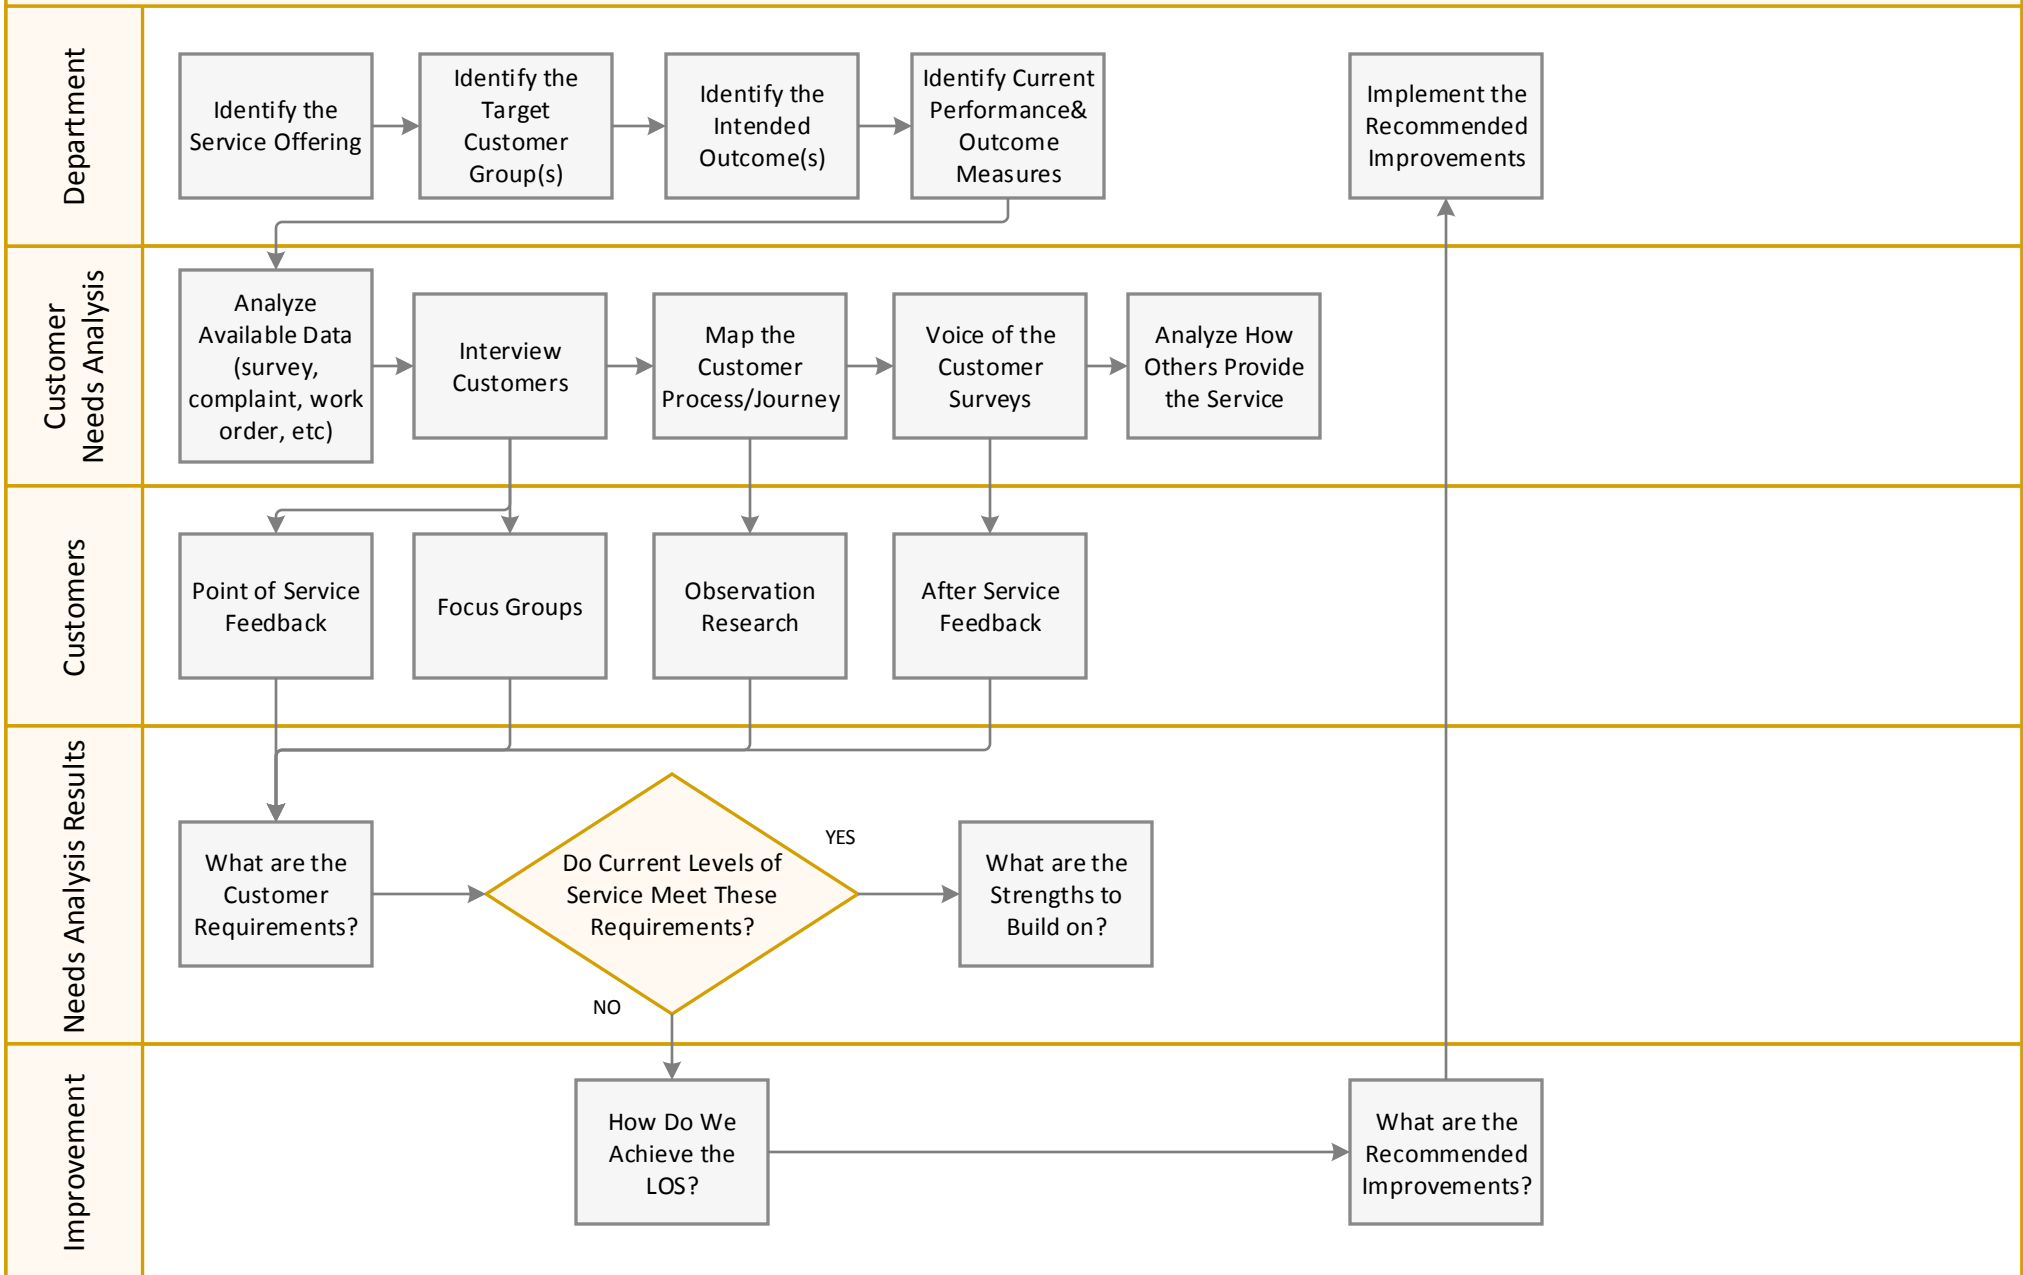 Department
Identify the
Service Offering
Identify the
Target
Customer
Group(s)
Identify the
Intended
Outcome(s)
Identify Current
Performance&
Outcome
Measures
Implement the
Recommended
Improvements
Customer
Needs Analysis
Analyze
Available Data
(survey,
complaint, work
order, etc)
Interview
Customers
Map the
Customer
Process/Journey
Voice of the
Customer
Surveys
Analyze How
Others Provide
the Service
Customers
Point of Service
Feedback
Focus Groups
Observation
Research
After Service
Feedback
Needs Analysis Results
What are the
Customer
Requirements?
Do Current Levels of
Service Meet These
Requirements?
YES
NO
What are the
Strengths to
Build on?
Improvement
How Do We
Achieve the
LOS?
What are the
Recommended
Improvements?